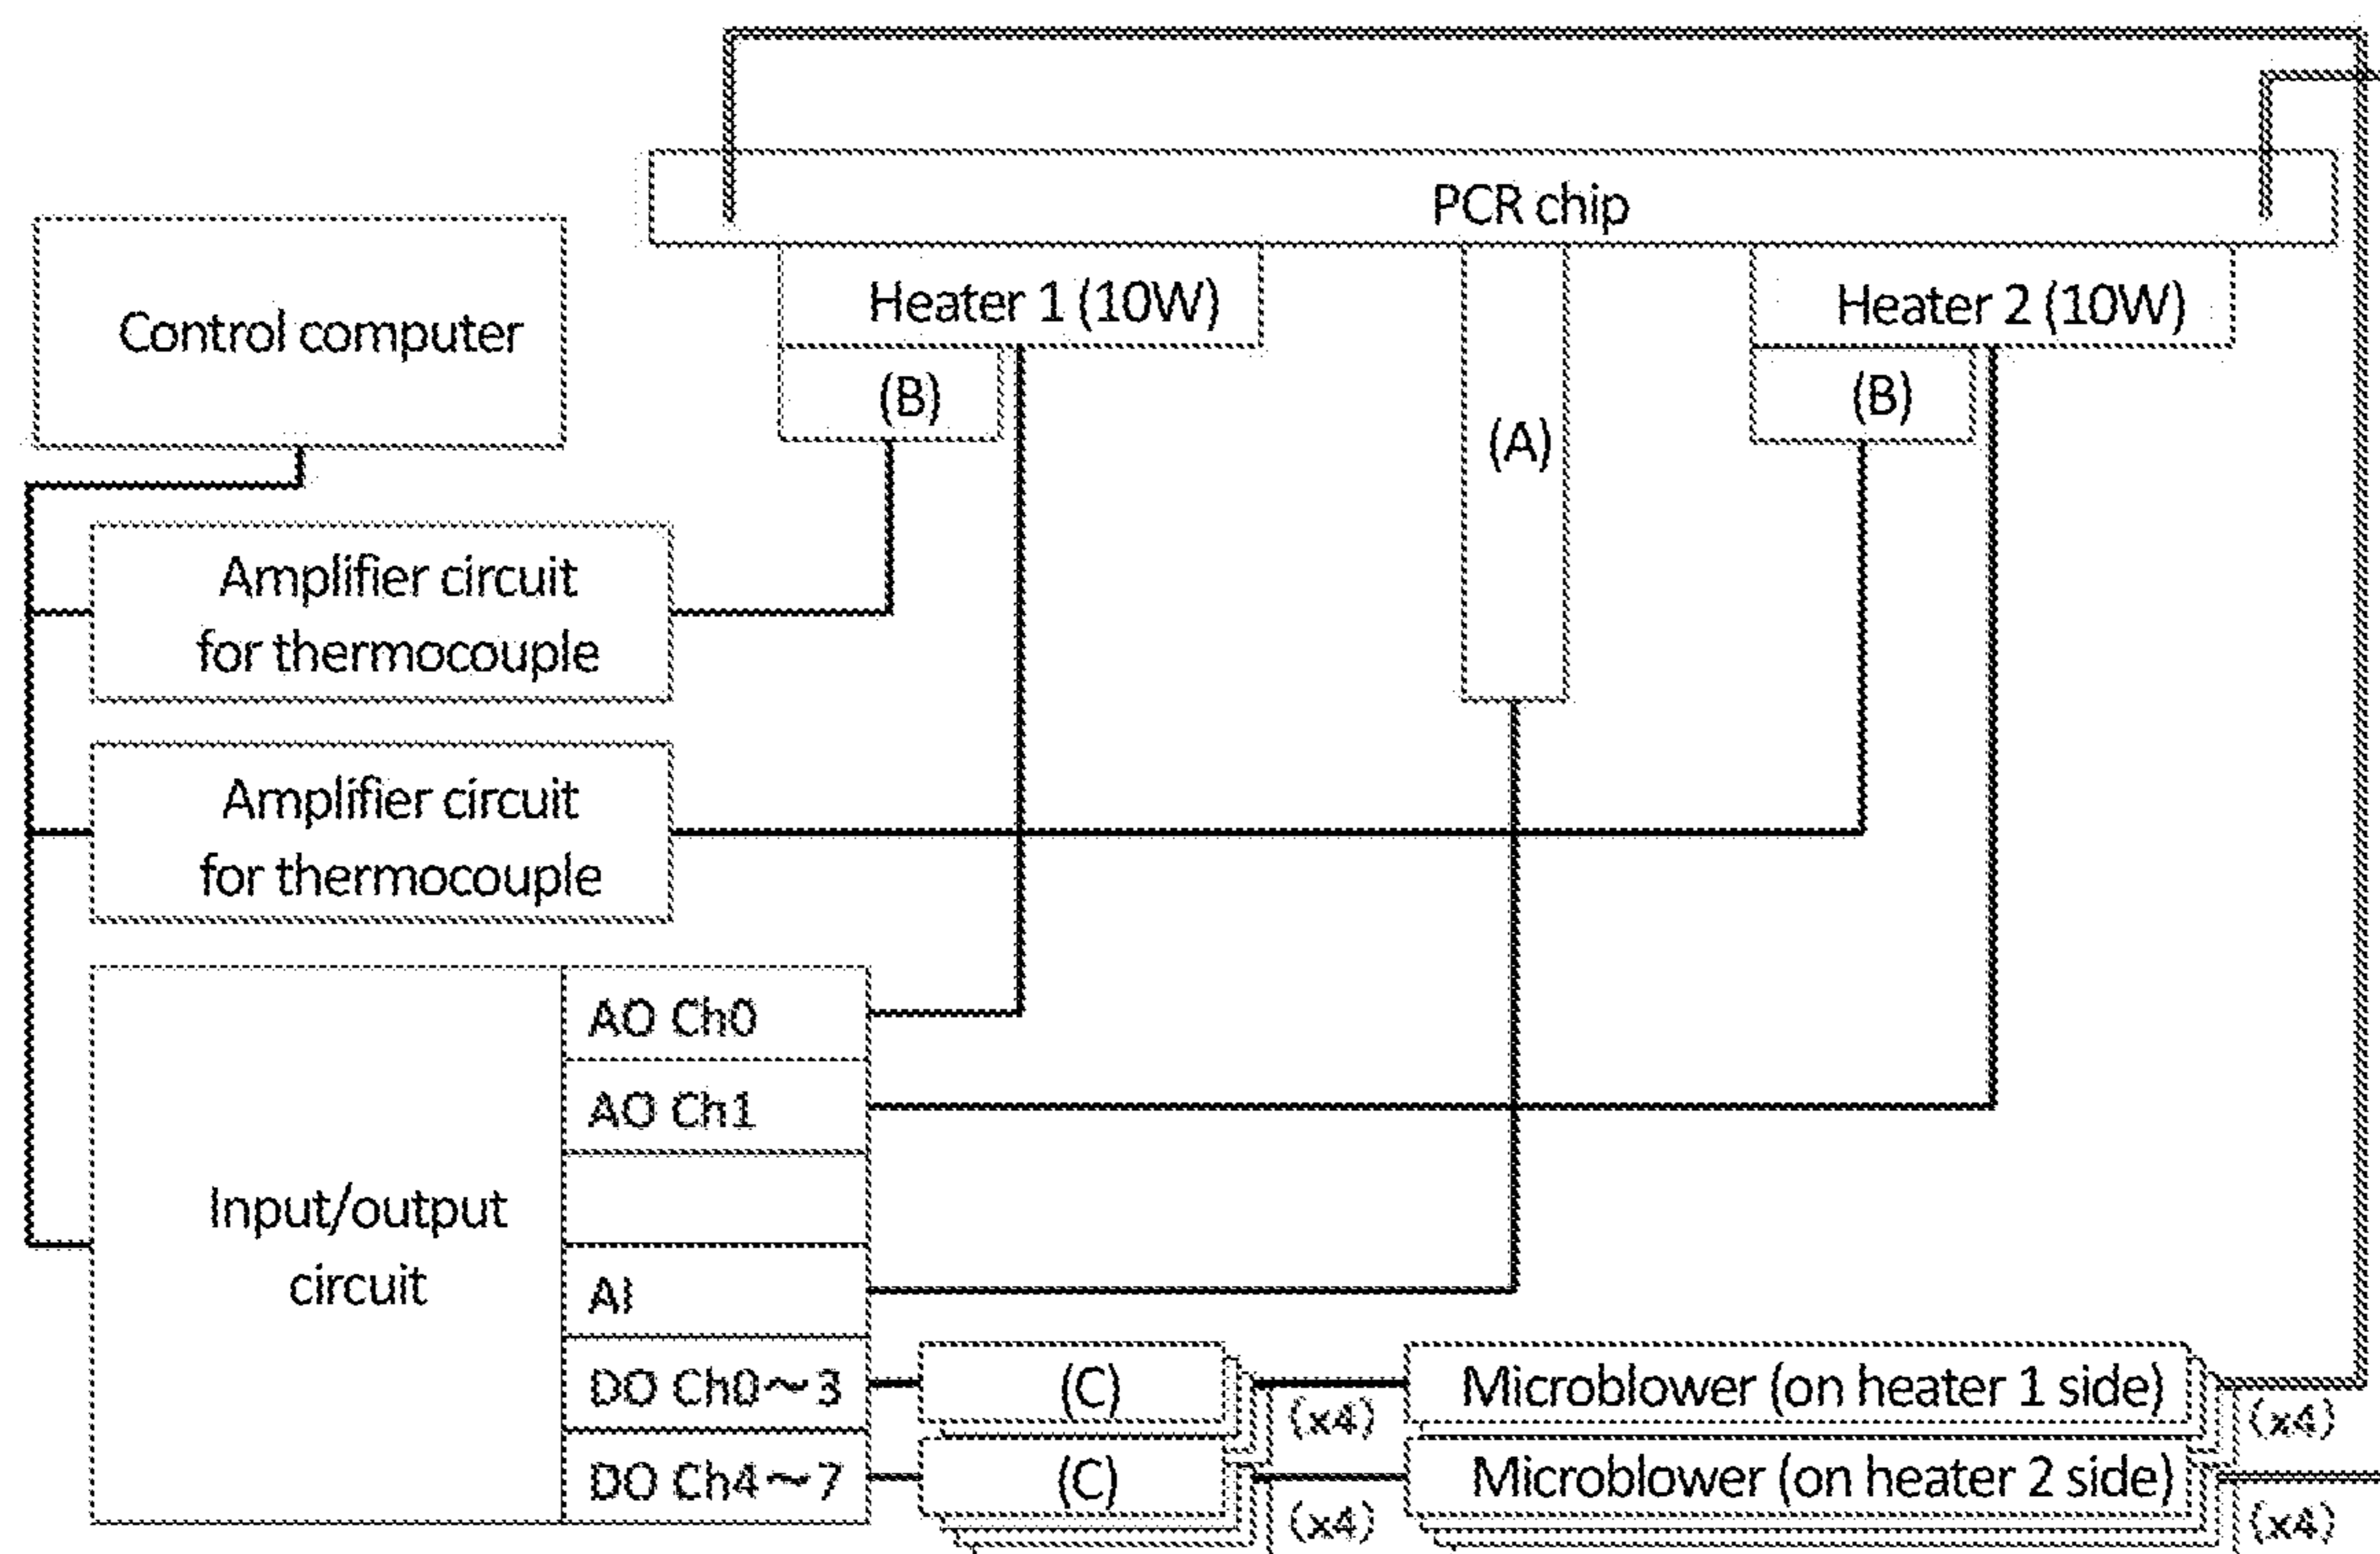 PCR chip
Control computer
Heater 1 (10W)
Heater 2 (10W)
(B)
(B)
(A)
Amplifier circuit
for thermocouple
Amplifier circuit
for thermocouple
Input/output
circuit
AO Ch0
AO Ch1
AI
DO Ch0~3
DO Ch4~7
(C)
(x4)
Microblower (on heater 1 side)
(x4)
(C)
(x4)
Microblower (on heater 2 side)
(x4)